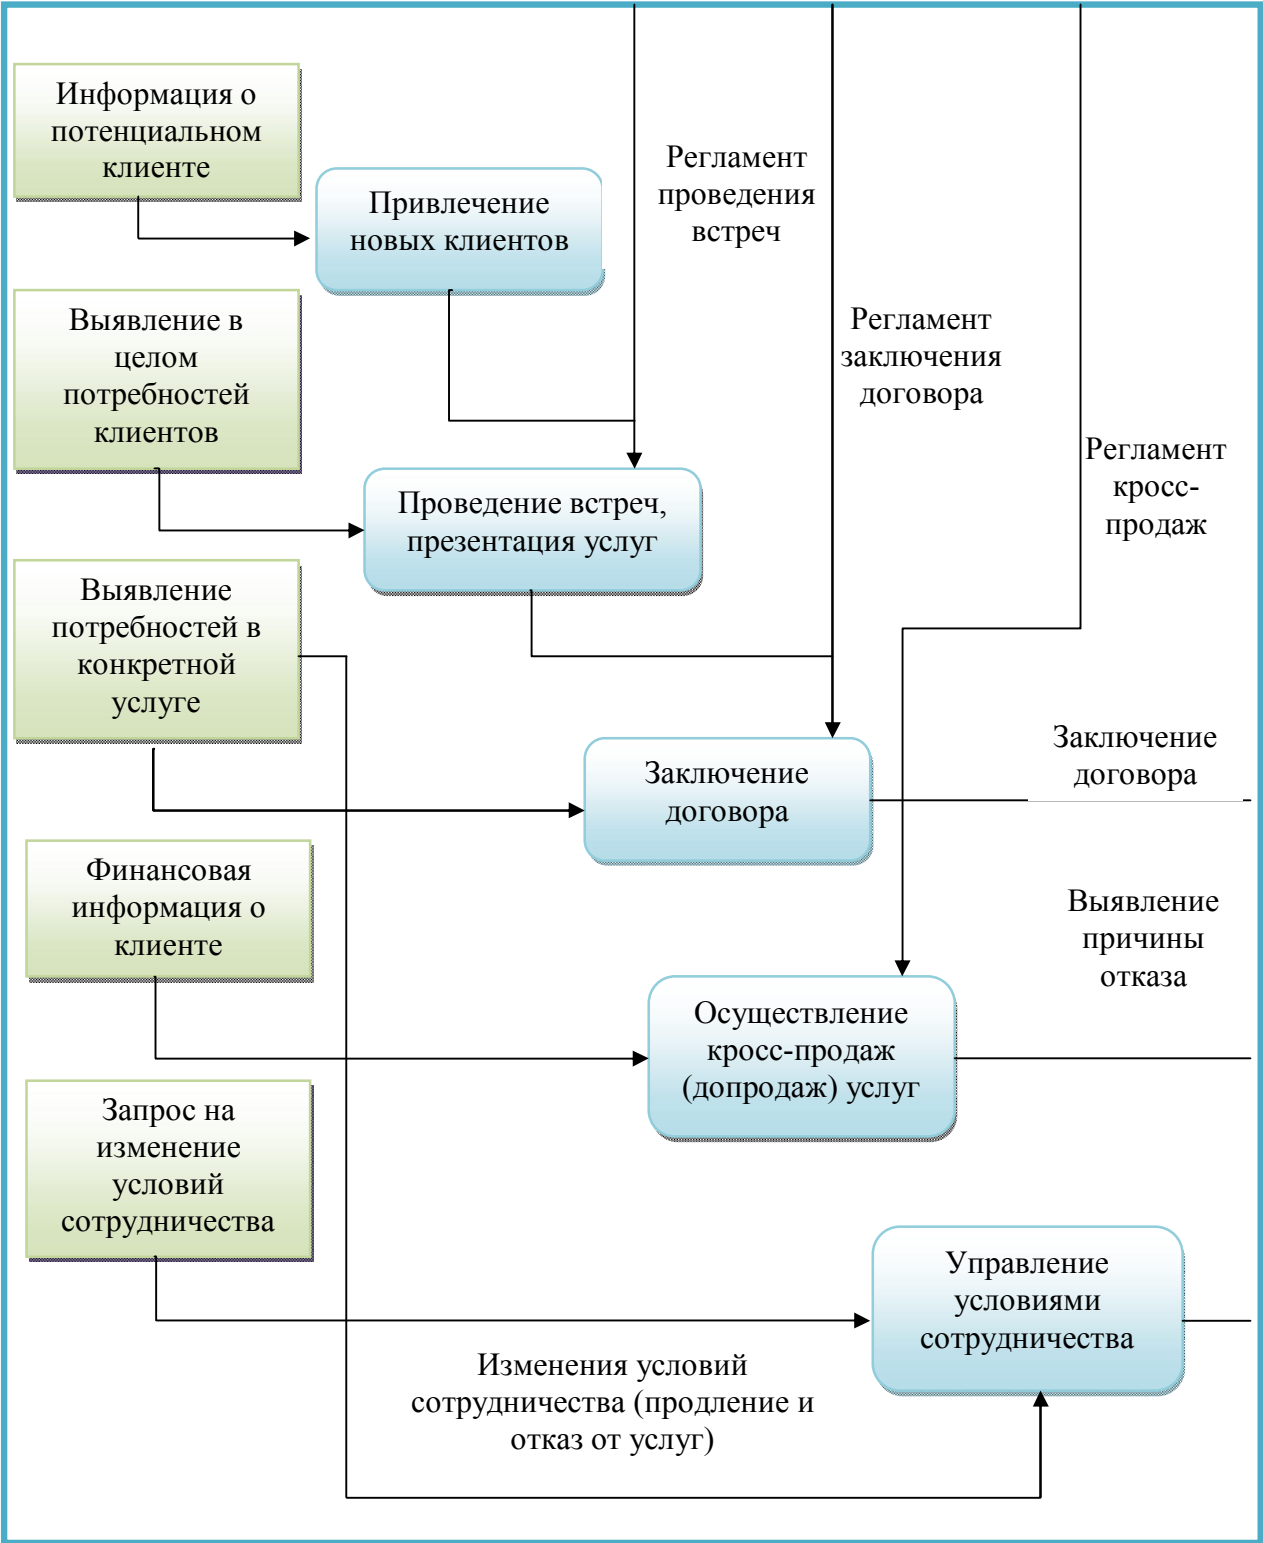 Информация о
потенциальном
клиенте
Привлечение
новых клиентов
Регламент
проведения
встреч
Выявление в
целом
потребностей
клиентов
Регламент
заключения
договора
Регламент
кросс-
продаж
Проведение встреч,
презентация услуг
Выявление
потребностей в
конкретной
услуге
Заключение
договора
Заключение
договора
Финансовая
информация о
клиенте
Выявление
причины
отказа
Осуществление
кросс-продаж
(допродаж) услуг
Запрос на
изменение
условий
сотрудничества
Управление
условиями
сотрудничества
Изменения условий
сотрудничества (продление и
отказ от услуг)